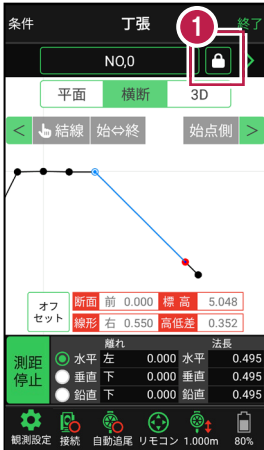 条件 丁張 終了
1
NO,0
平面 横断 3D
< 結線 始⇔終 始点側 >
オフセット 断面 前 0.000 標高 5.048
線形 右 0.550 高低差 0.352
離れ 法長
測距停止 水平 左 0.000 水平 0.495
垂直 下 0.000 垂直 0.495
鉛直 下 0.000 鉛直 0.495
観測設定 接続 自動追尾 リモコン 1.000m 80%